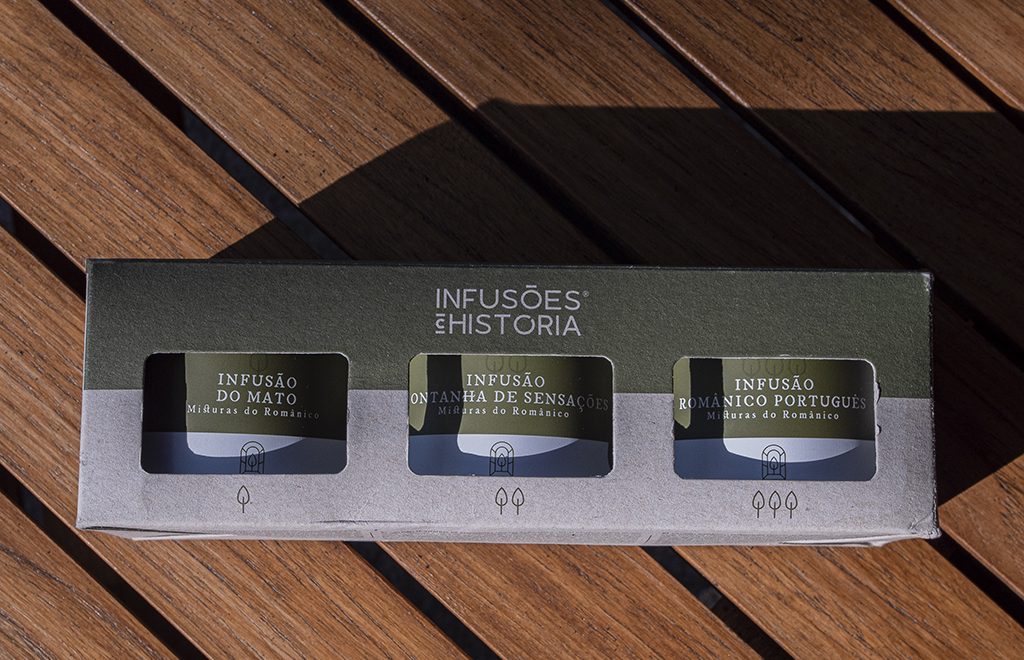 INFUSÕES®
C/HISTÓRIA
INFUSÃO
DO MATO
Misturas do Românico
INFUSÃO
ONTANHA DE SENSAÇÕES
Misturas do Românico
INFUSÃO
ROMÂNICO PORTUGUÊS
Misturas do Românico